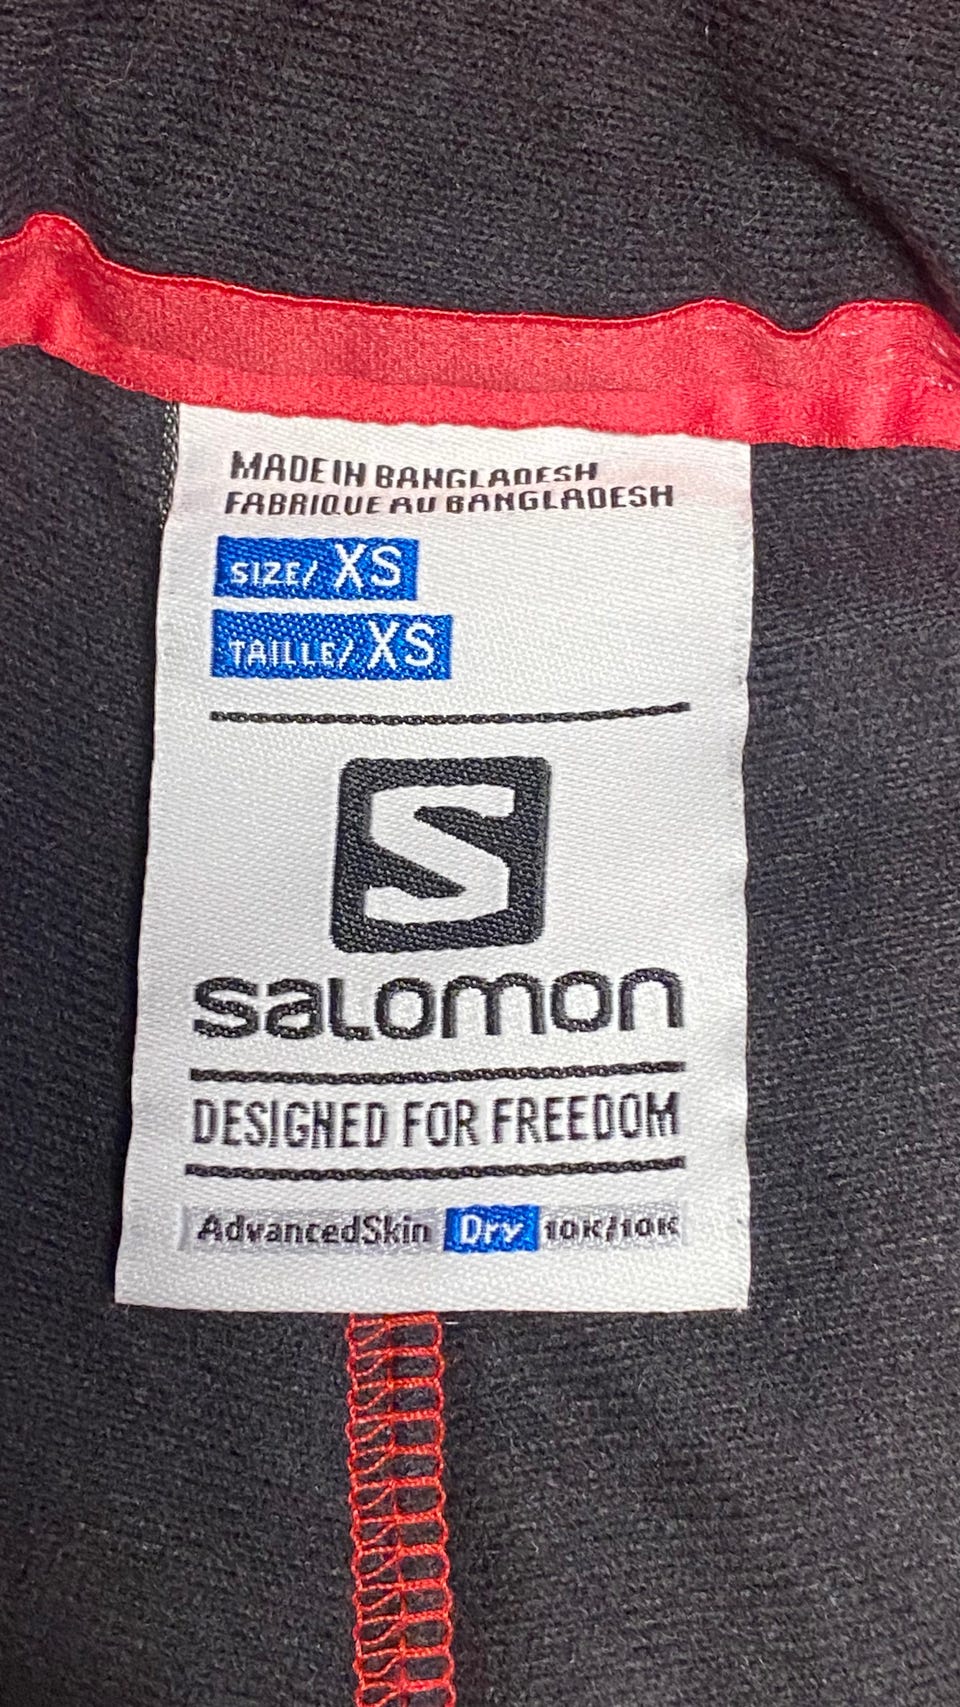 MADE IN BANGLADESH
FABRIQUE AU BANGLADESH
SIZE/ XS
TAILLE/ XS
S
salomon
DESIGNED FOR FREEDOM
AdvancedSkin Dry 10K/10K